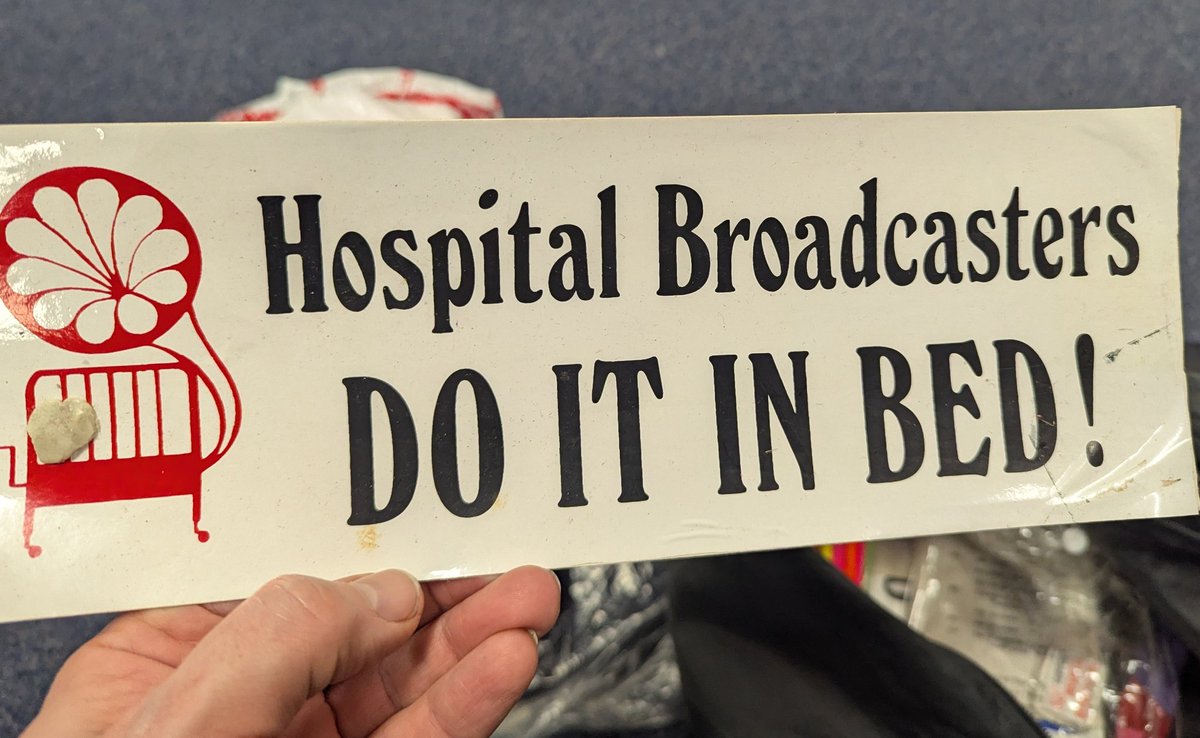 Hospital Broadcasters
DO IT IN BED!